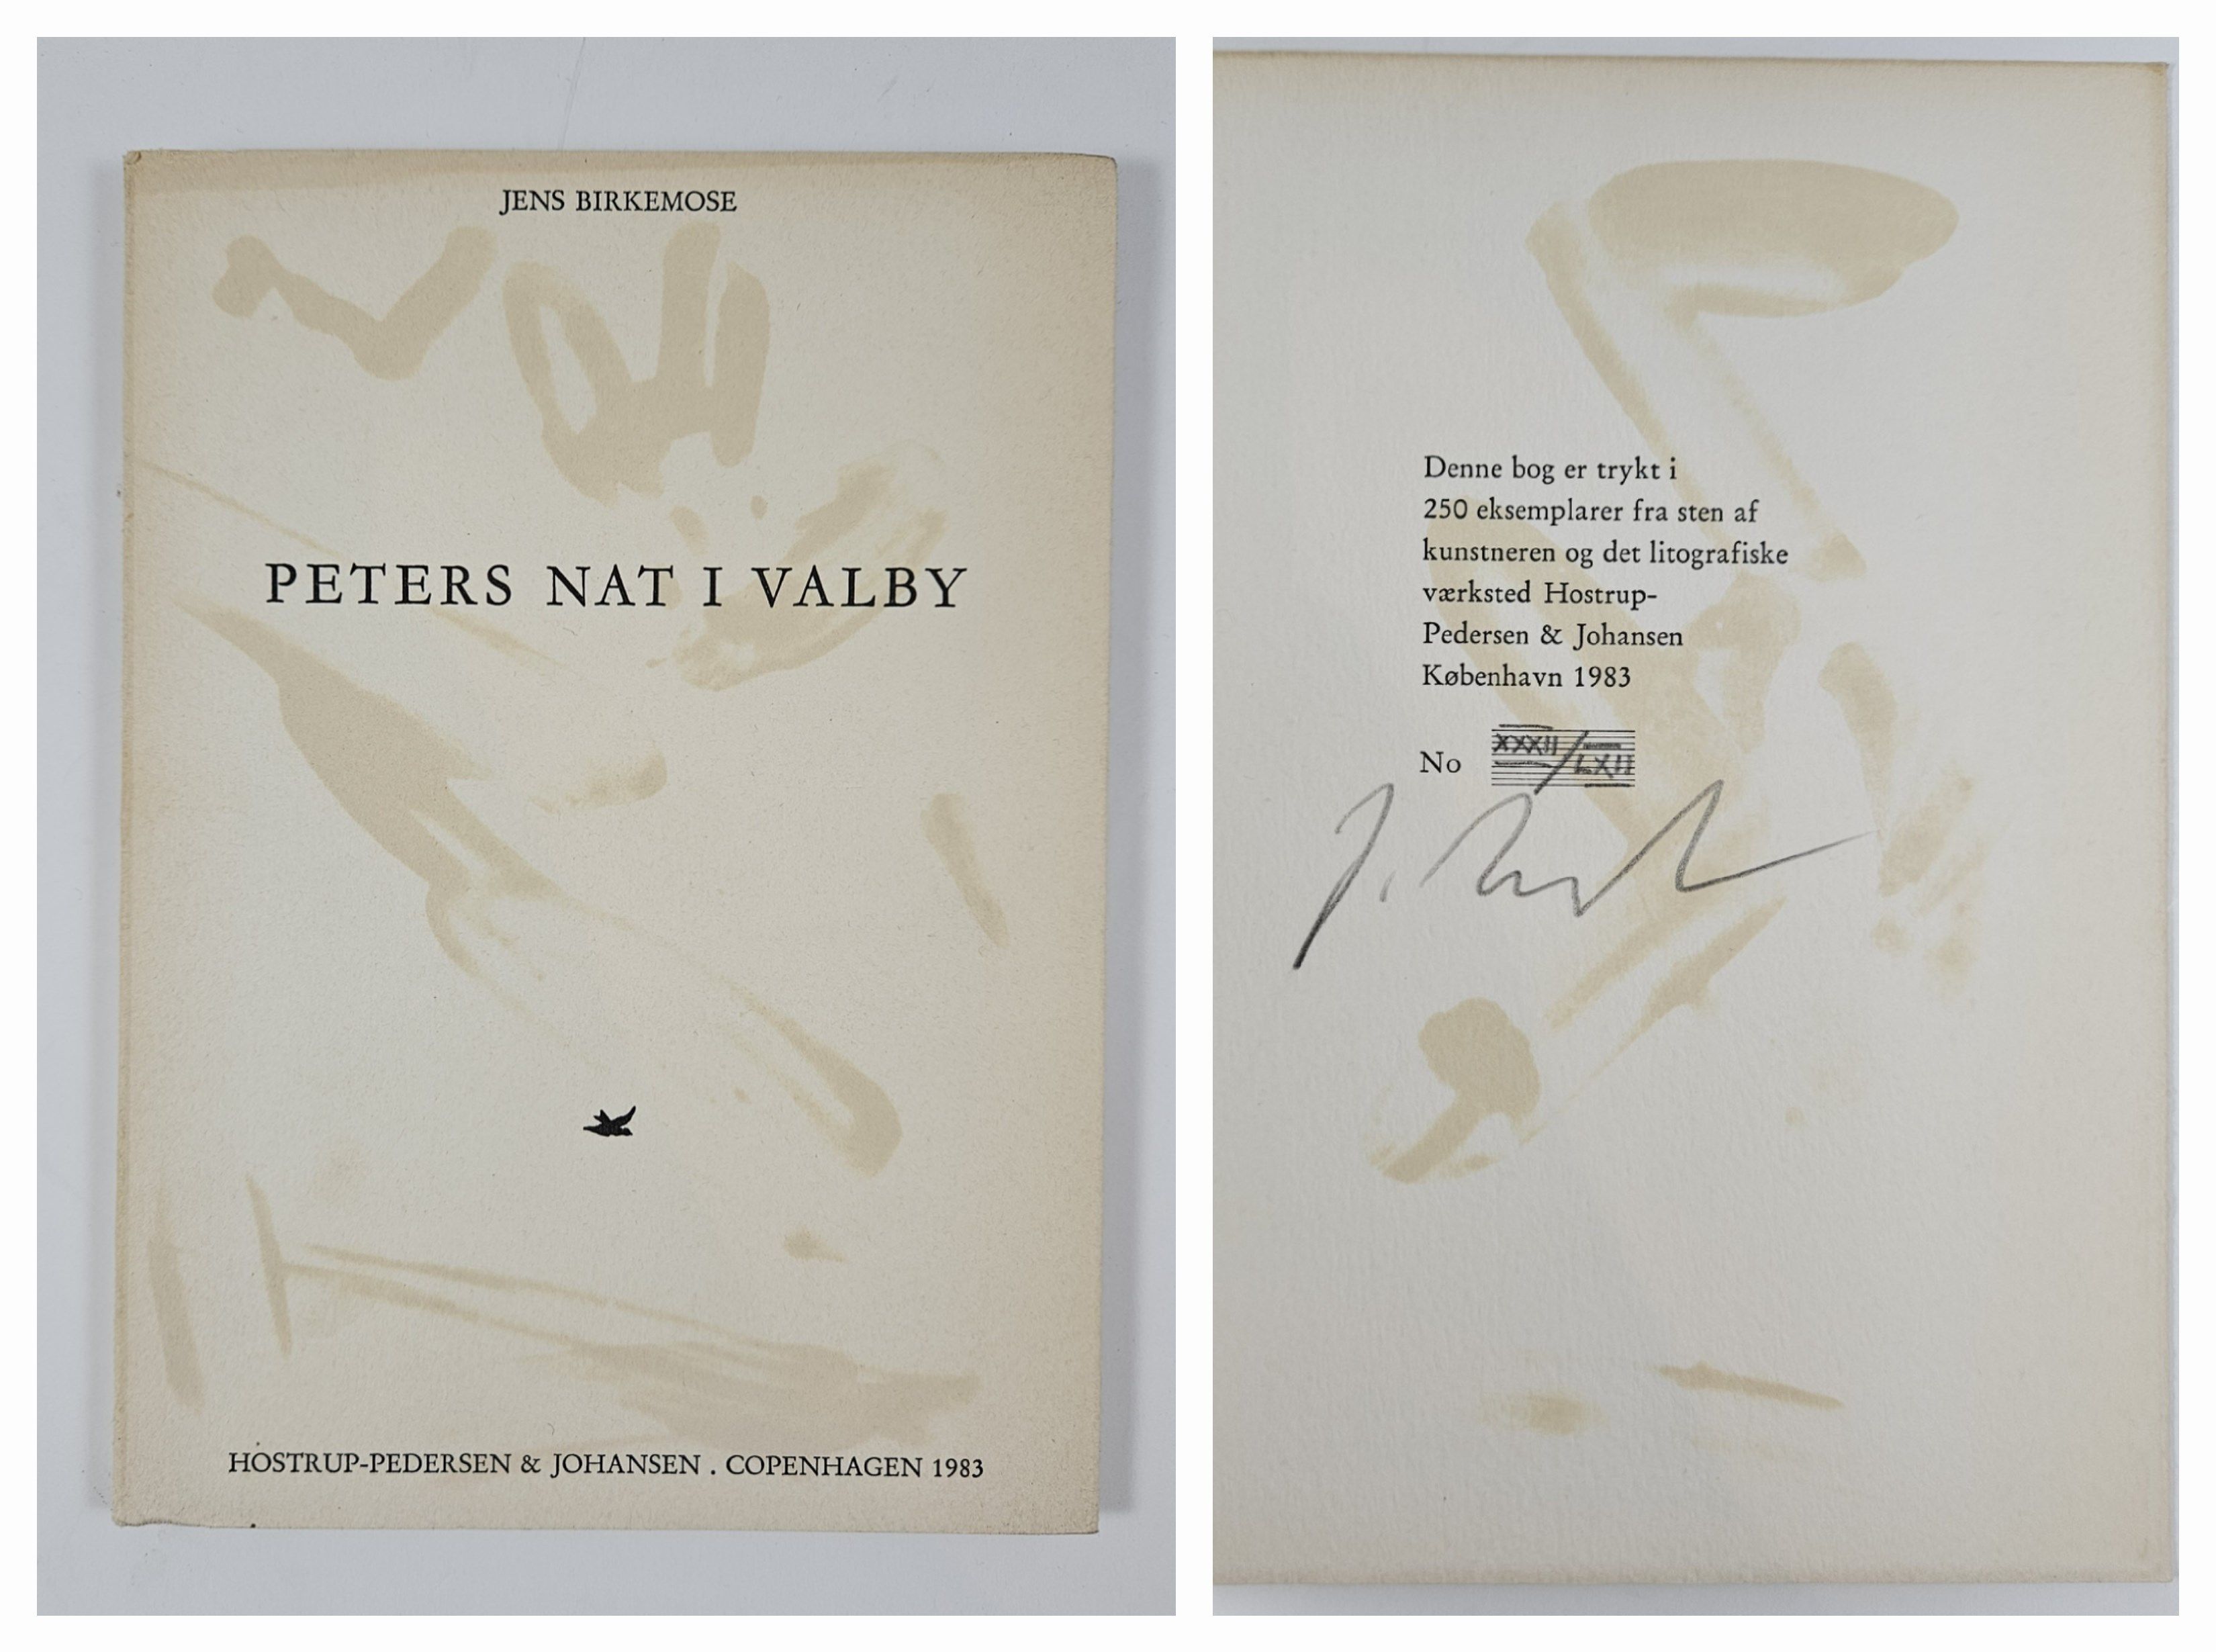 JENS BIRKEMOSE
PETERS NAT I VALBY
HOSTRUP-PEDERSEN & JOHANSEN . COPENHAGEN 1983
Denne bog er trykt i
250 eksemplarer fra sten af
kunstneren og det litografiske
værksted Hostrup-
Pedersen & Johansen
København 1983
No XXXII/LXII